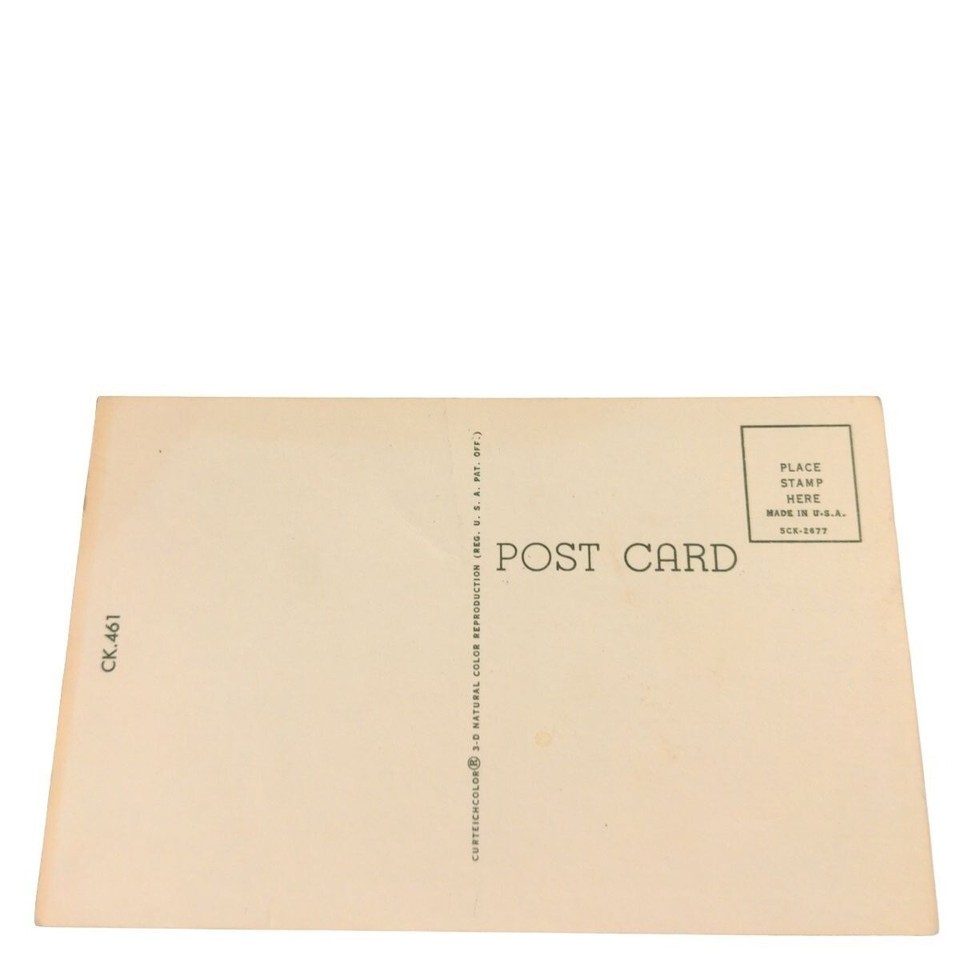 CK.461
CURTEICHCOLOR® 3-D NATURAL COLOR REPRODUCTION (REG. U. S. A. PAT. OFF.)
POST CARD
PLACE
STAMP
HERE
MADE IN U.S.A.
5CK-2677